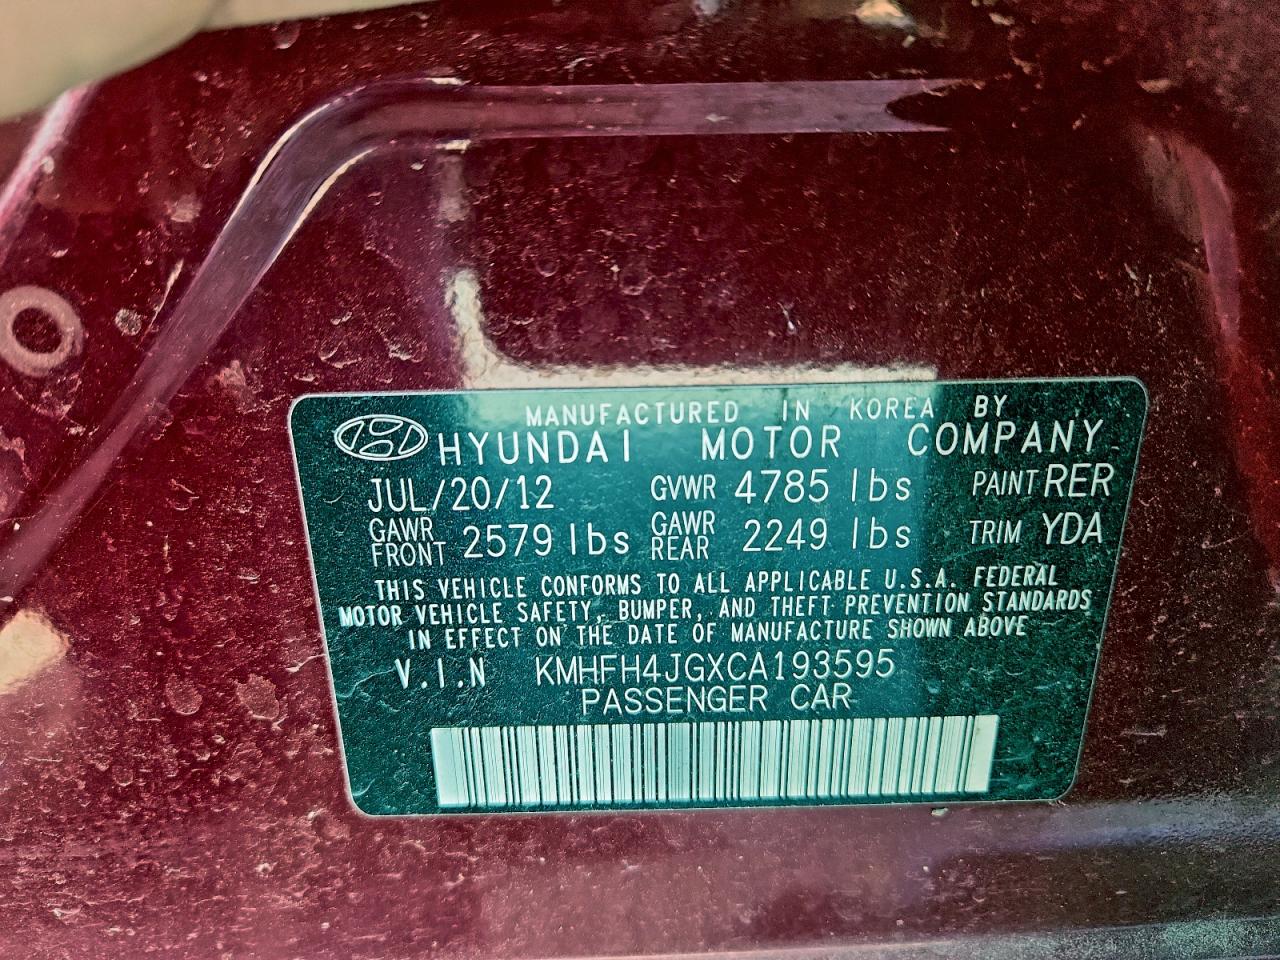 MANUFACTURED IN KOREA BY
HYUNDAI MOTOR COMPANY
JUL/20/12 GVWR 4785 lbs PAINT RER
GAWR FRONT 2579 lbs GAWR REAR 2249 lbs TRIM YDA
THIS VEHICLE CONFORMS TO ALL APPLICABLE U.S.A. FEDERAL
MOTOR VEHICLE SAFETY, BUMPER, AND THEFT PREVENTION STANDARDS
IN EFFECT ON THE DATE OF MANUFACTURE SHOWN ABOVE
V.I.N KMHFH4JGXCA193595
PASSENGER CAR